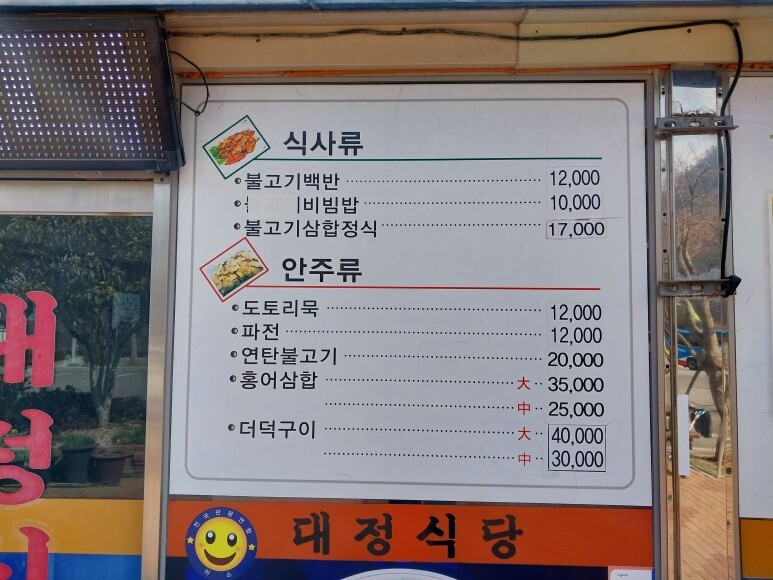 식사류
불고기백반 12,000
비빔밥 10,000
불고기삼합정식 17,000
안주류
도토리묵 12,000
파전 12,000
연탄불고기 20,000
홍어삼합 大 35,000
中 25,000
더덕구이 大 40,000
中 30,000
대정식당